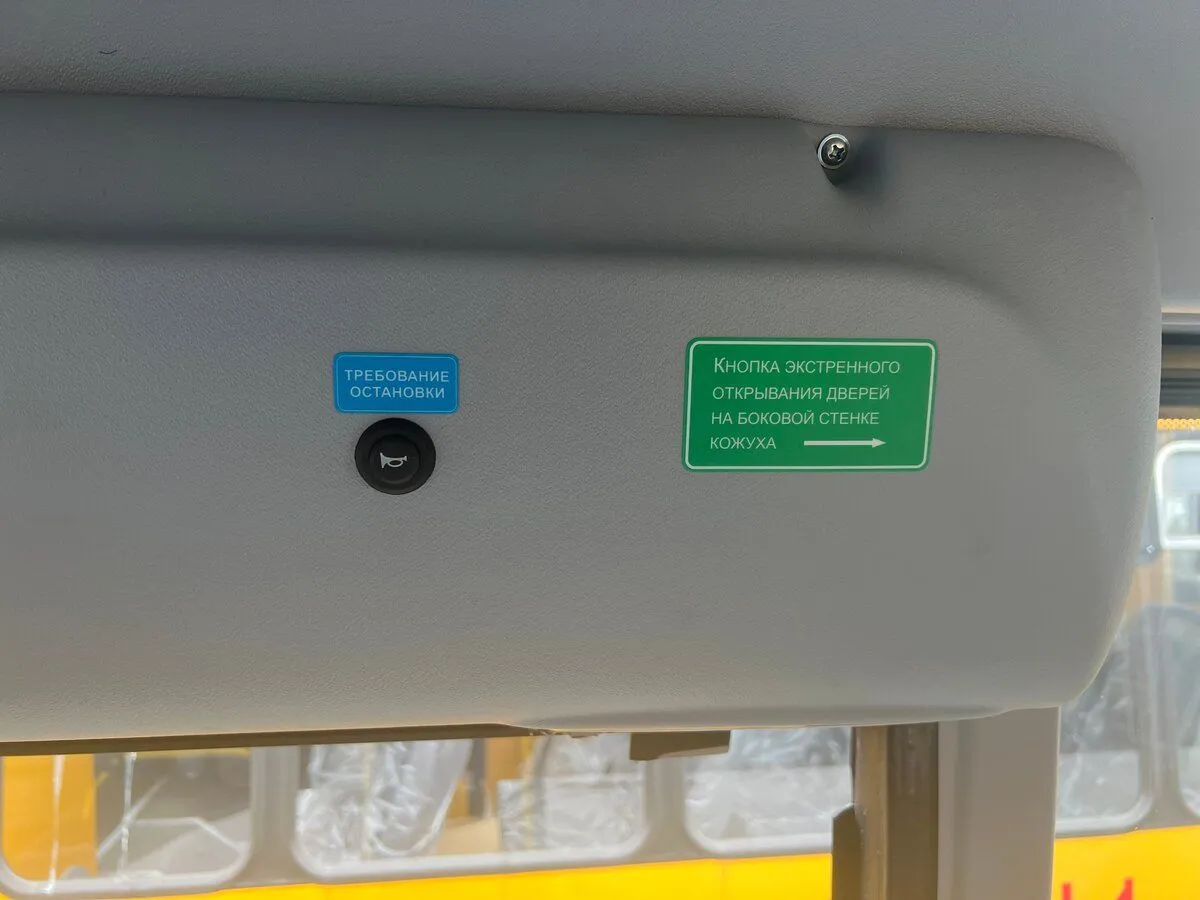 ТРЕБОВАНИЕ
ОСТАНОВКИ
Кнопка экстренного
открывания дверей
на боковой стенке
кожуха